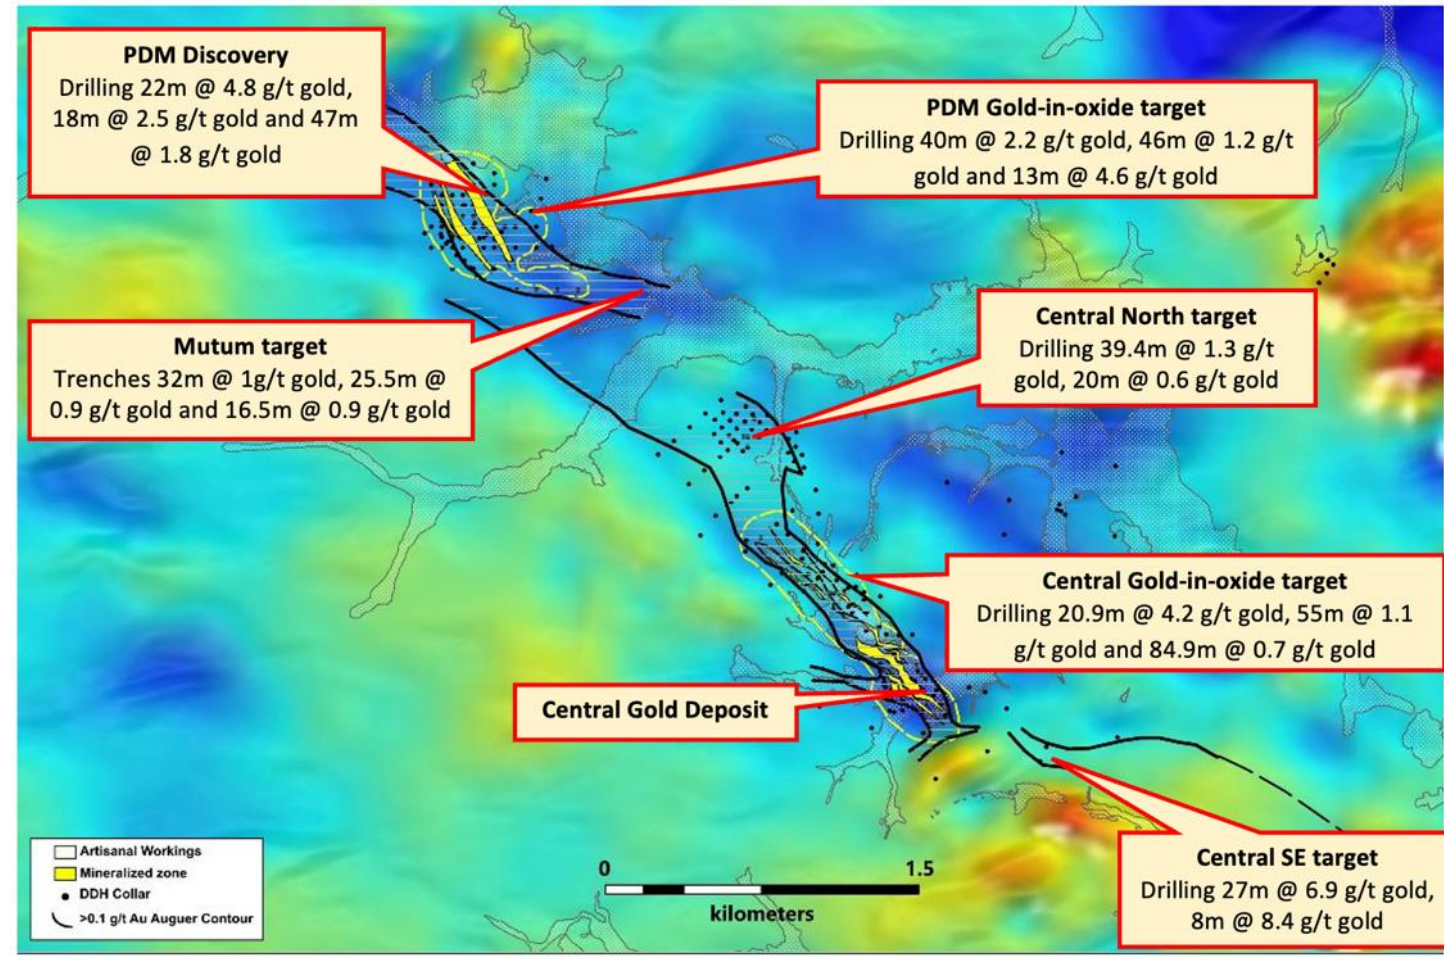 PDM Discovery
Drilling 22m @ 4.8 g/t gold,
18m @ 2.5 g/t gold and 47m
@ 1.8 g/t gold
PDM Gold-in-oxide target
Drilling 40m @ 2.2 g/t gold, 46m @ 1.2 g/t
gold and 13m @ 4.6 g/t gold
Mutum target
Trenches 32m @ 1g/t gold, 25.5m @
0.9 g/t gold and 16.5m @ 0.9 g/t gold
Central North target
Drilling 39.4m @ 1.3 g/t
gold, 20m @ 0.6 g/t gold
Central Gold-in-oxide target
Drilling 20.9m @ 4.2 g/t gold, 55m @ 1.1
g/t gold and 84.9m @ 0.7 g/t gold
Central Gold Deposit
Central SE target
Drilling 27m @ 6.9 g/t gold,
8m @ 8.4 g/t gold
Artisanal Workings
Mineralized zone
DDH Collar
>0.1 g/t Au Auguer Contour
0 1.5
kilometers